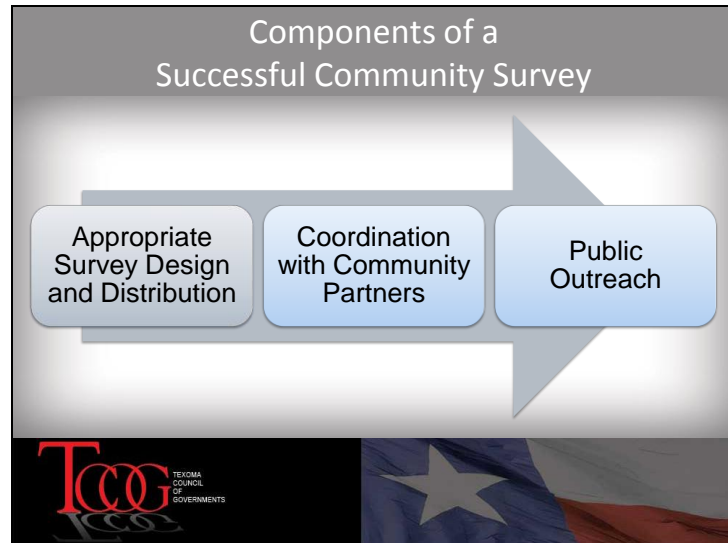 Components of a
Successful Community Survey
Appropriate
Survey Design
and Distribution
Coordination
with Community
Partners
Public
Outreach
TCOG
TEXOMA
COUNCIL
OF
GOVERNMENTS